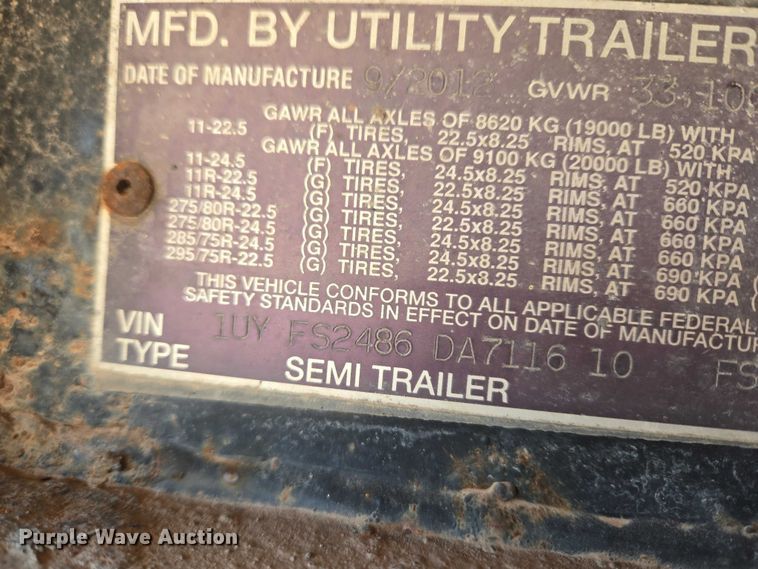 MFD. BY UTILITY TRAILER
DATE OF MANUFACTURE 9/2012 GVWR 33,100
GAWR ALL AXLES OF 8620 KG (19000 LB) WITH
11-22.5 (F) TIRES, 22.5x8.25 RIMS, AT 520 KPA
GAWR ALL AXLES OF 9100 KG (20000 LB) WITH
11-24.5 (F) TIRES, 24.5x8.25 RIMS, AT 520 KPA
11R-22.5 (G) TIRES, 22.5x8.25 RIMS, AT 660 KPA
11R-24.5 (G) TIRES, 24.5x8.25 RIMS, AT 660 KPA
275/80R-22.5 (G) TIRES, 22.5x8.25 RIMS, AT 660 KPA
275/80R-24.5 (G) TIRES, 24.5x8.25 RIMS, AT 660 KPA
285/75R-24.5 (G) TIRES, 24.5x8.25 RIMS, AT 690 KPA
295/75R-22.5 (G) TIRES, 22.5x8.25 RIMS, AT 690 KPA
THIS VEHICLE CONFORMS TO ALL APPLICABLE FEDERAL
SAFETY STANDARDS IN EFFECT ON DATE OF MANUFACTUR
VIN 1UY FS2486 DA7116 10 FS
TYPE SEMI TRAILER
Purple Wave Auction